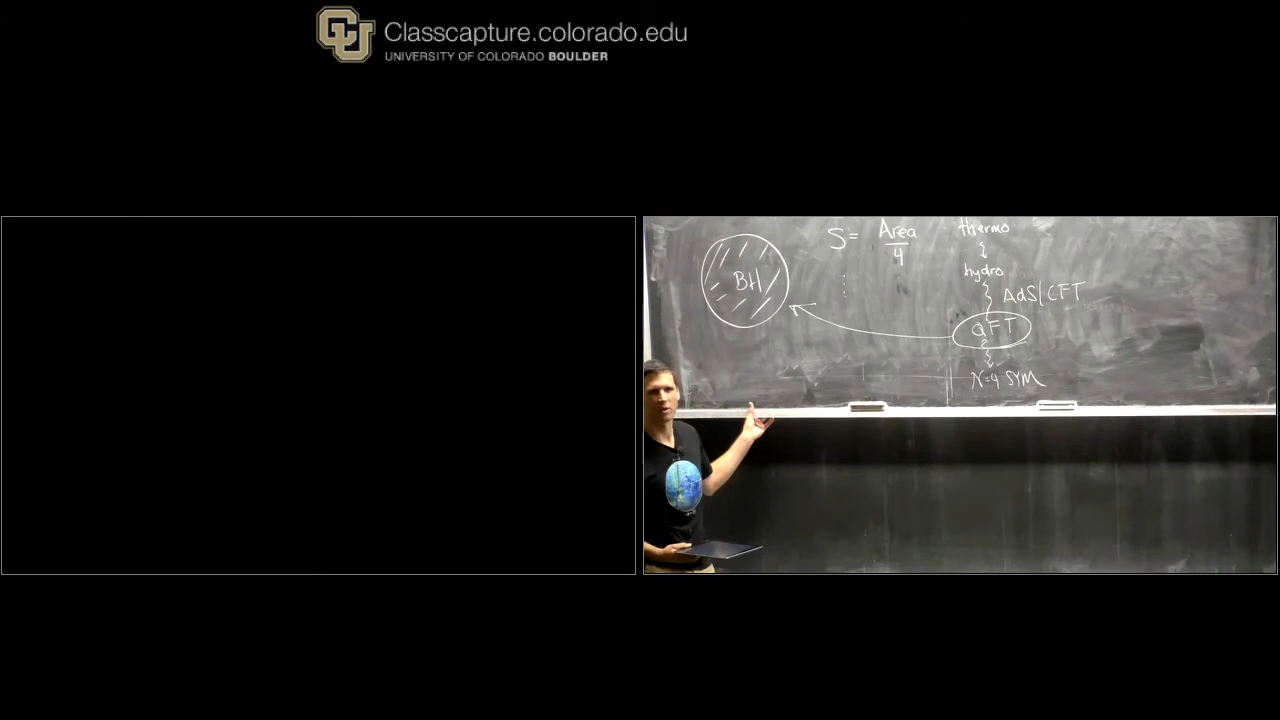 Classcapture.colorado.edu
UNIVERSITY OF COLORADO BOULDER
S = Area/4
BH
thermo
hydro
AdS/CFT
QFT
N=4 SYM